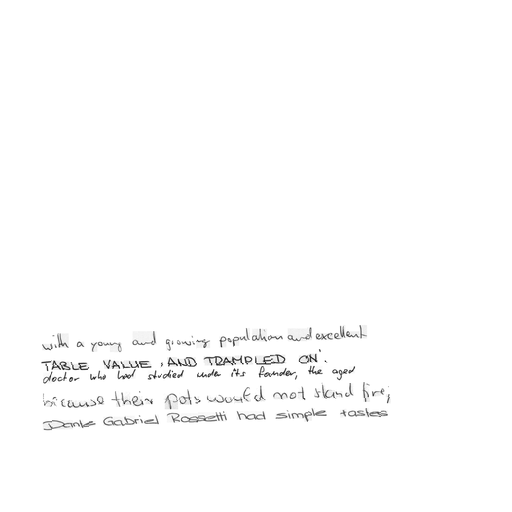 with a young and growing population and excellent
TABLE VALUE, AND TRAMPLED ON'.
doctor who had studied under its founder, the aged
because their pots would not stand fire;
Dante Gabriel Rossetti had simple tastes